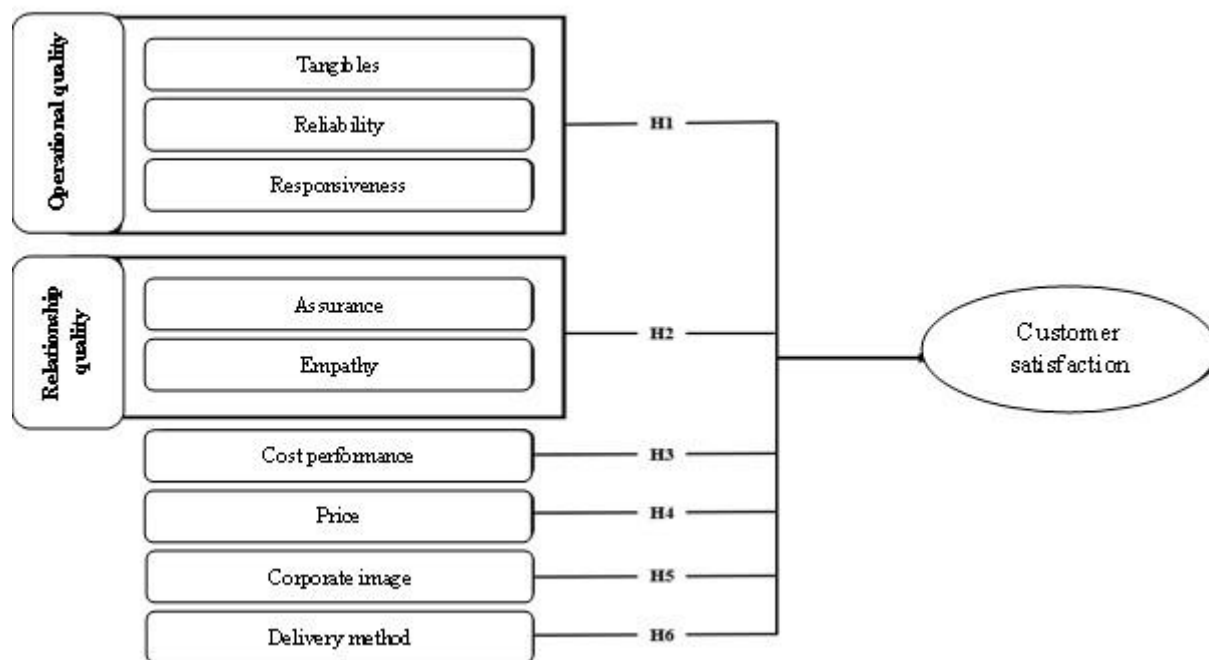 Operational quality
Tangibles
Reliability
Responsiveness
H1
Relationship
quality
Assurance
Empathy
H2
Customer
satisfaction
Cost performance
H3
Price
H4
Corporate image
H5
Delivery method
H6